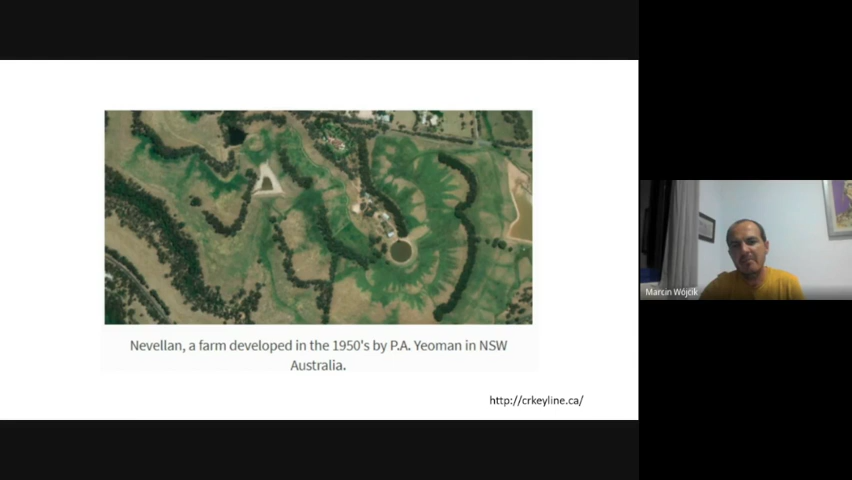 Nevellan, a farm developed in the 1950's by P.A. Yeoman in NSW
Australia.
http://crkeyline.ca/
Marcin Wójcik